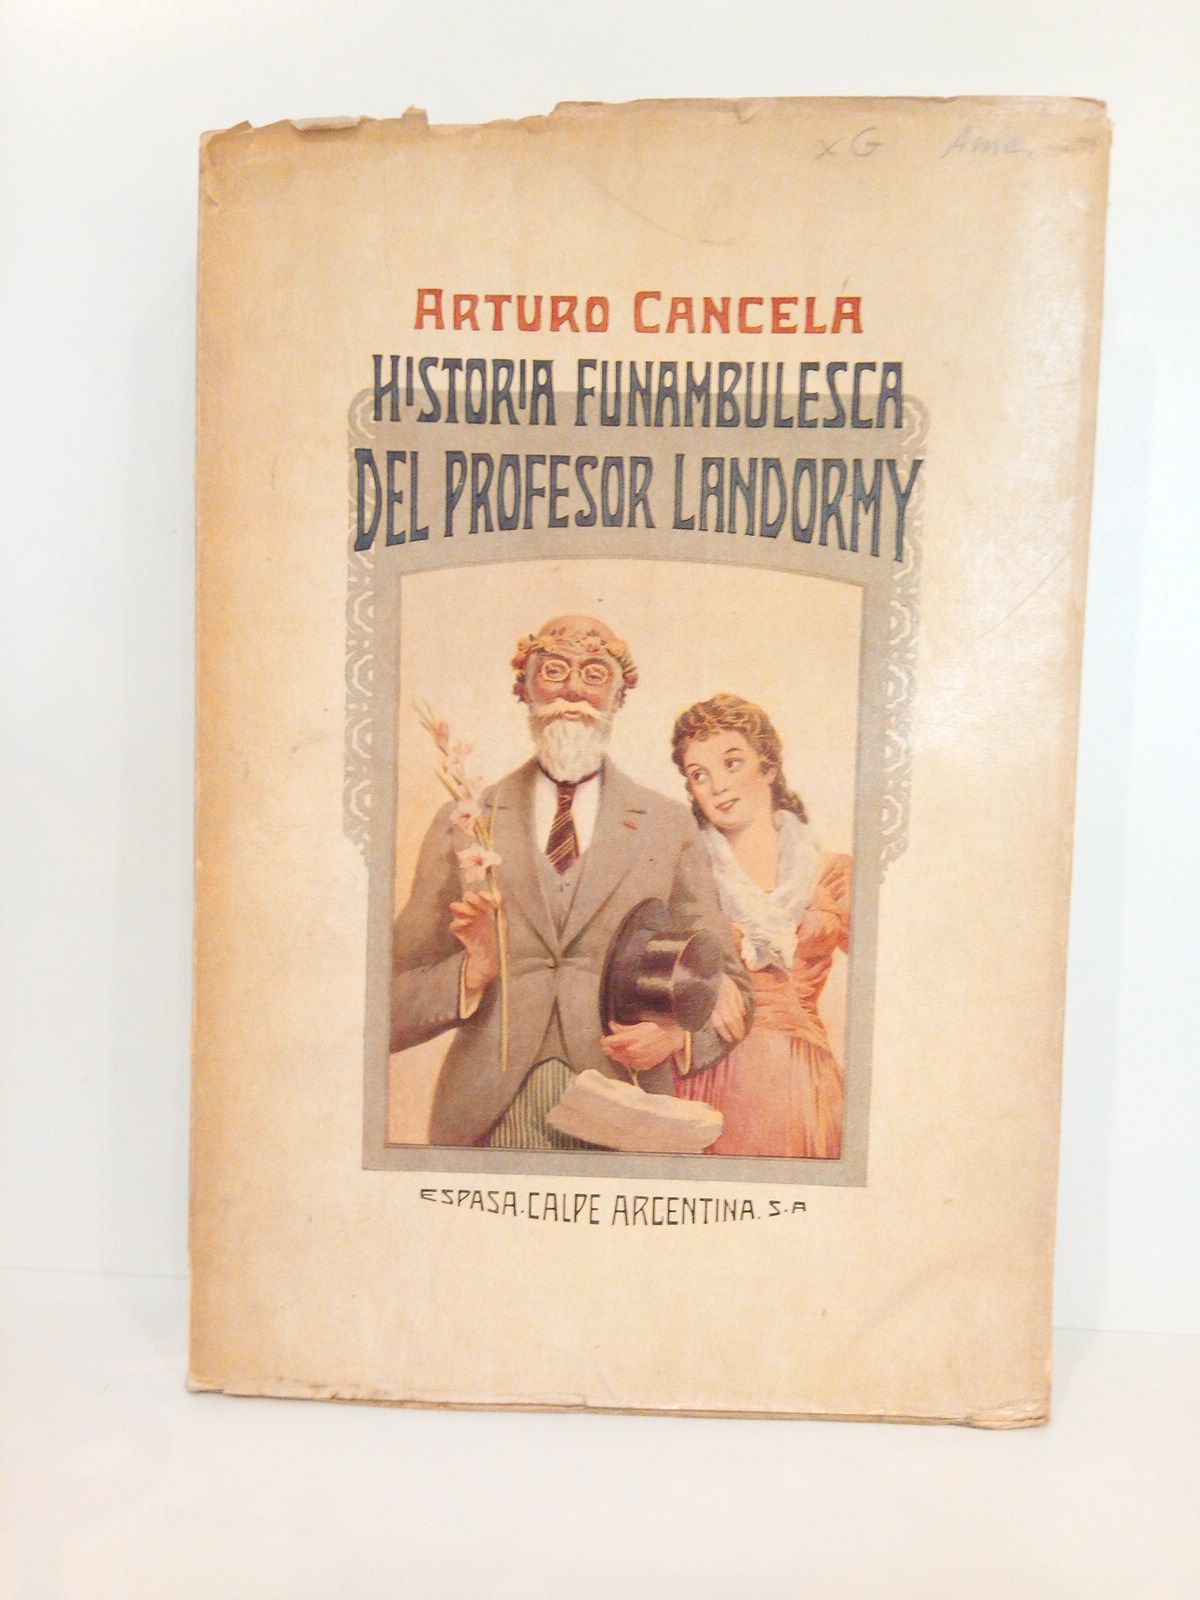 xG Ame.
ARTURO CANCELA
HISTORIA FUNAMBULESCA
DEL PROFESOR LANDORMY
ESPASA.CALPE ARGENTINA. S.A